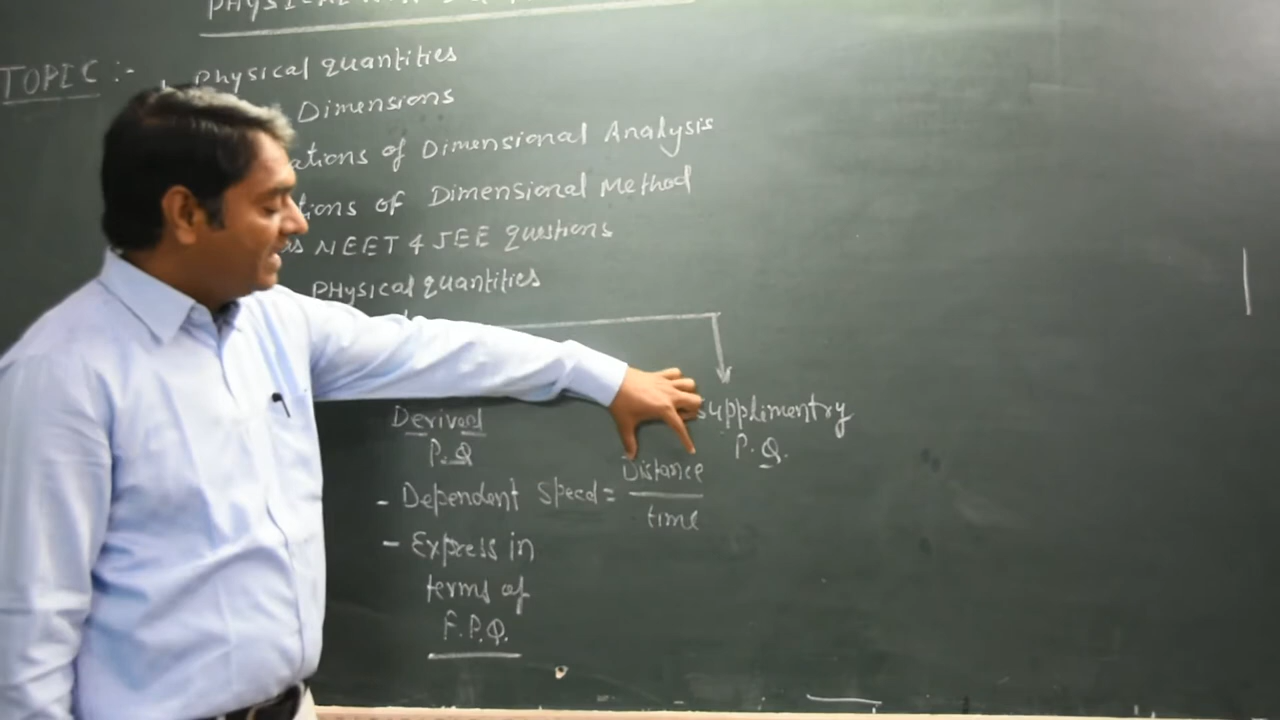 TOPIC :-
Physical quantities
Dimensions
ations of Dimensional Analysis
tions of Dimensional Method
NEET & JEE questions
PHysical quantities
Derived
P.Q
- Dependent Speed = Distance
time
- Express in
terms of
F.P.Q.
supplimentry
P.Q.